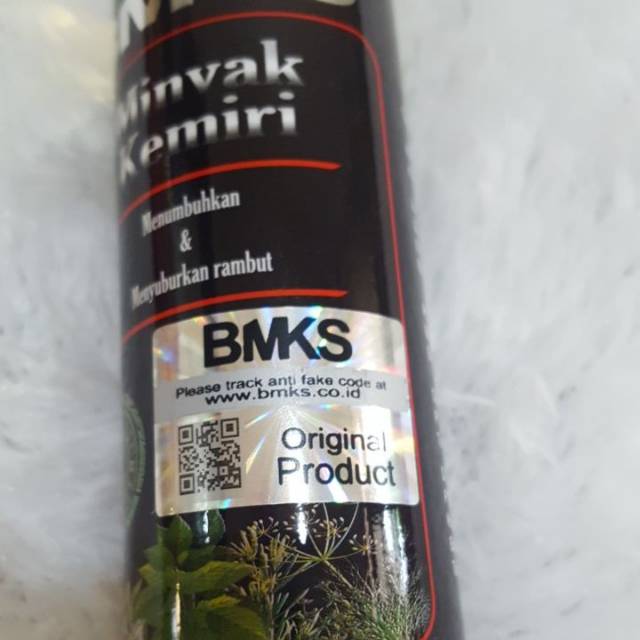 Minyak
Kemiri
Menumbuhkan
&
Menyuburkan rambut
BMKS
Please track anti fake code at
www.bmks.co.id
Original
Product